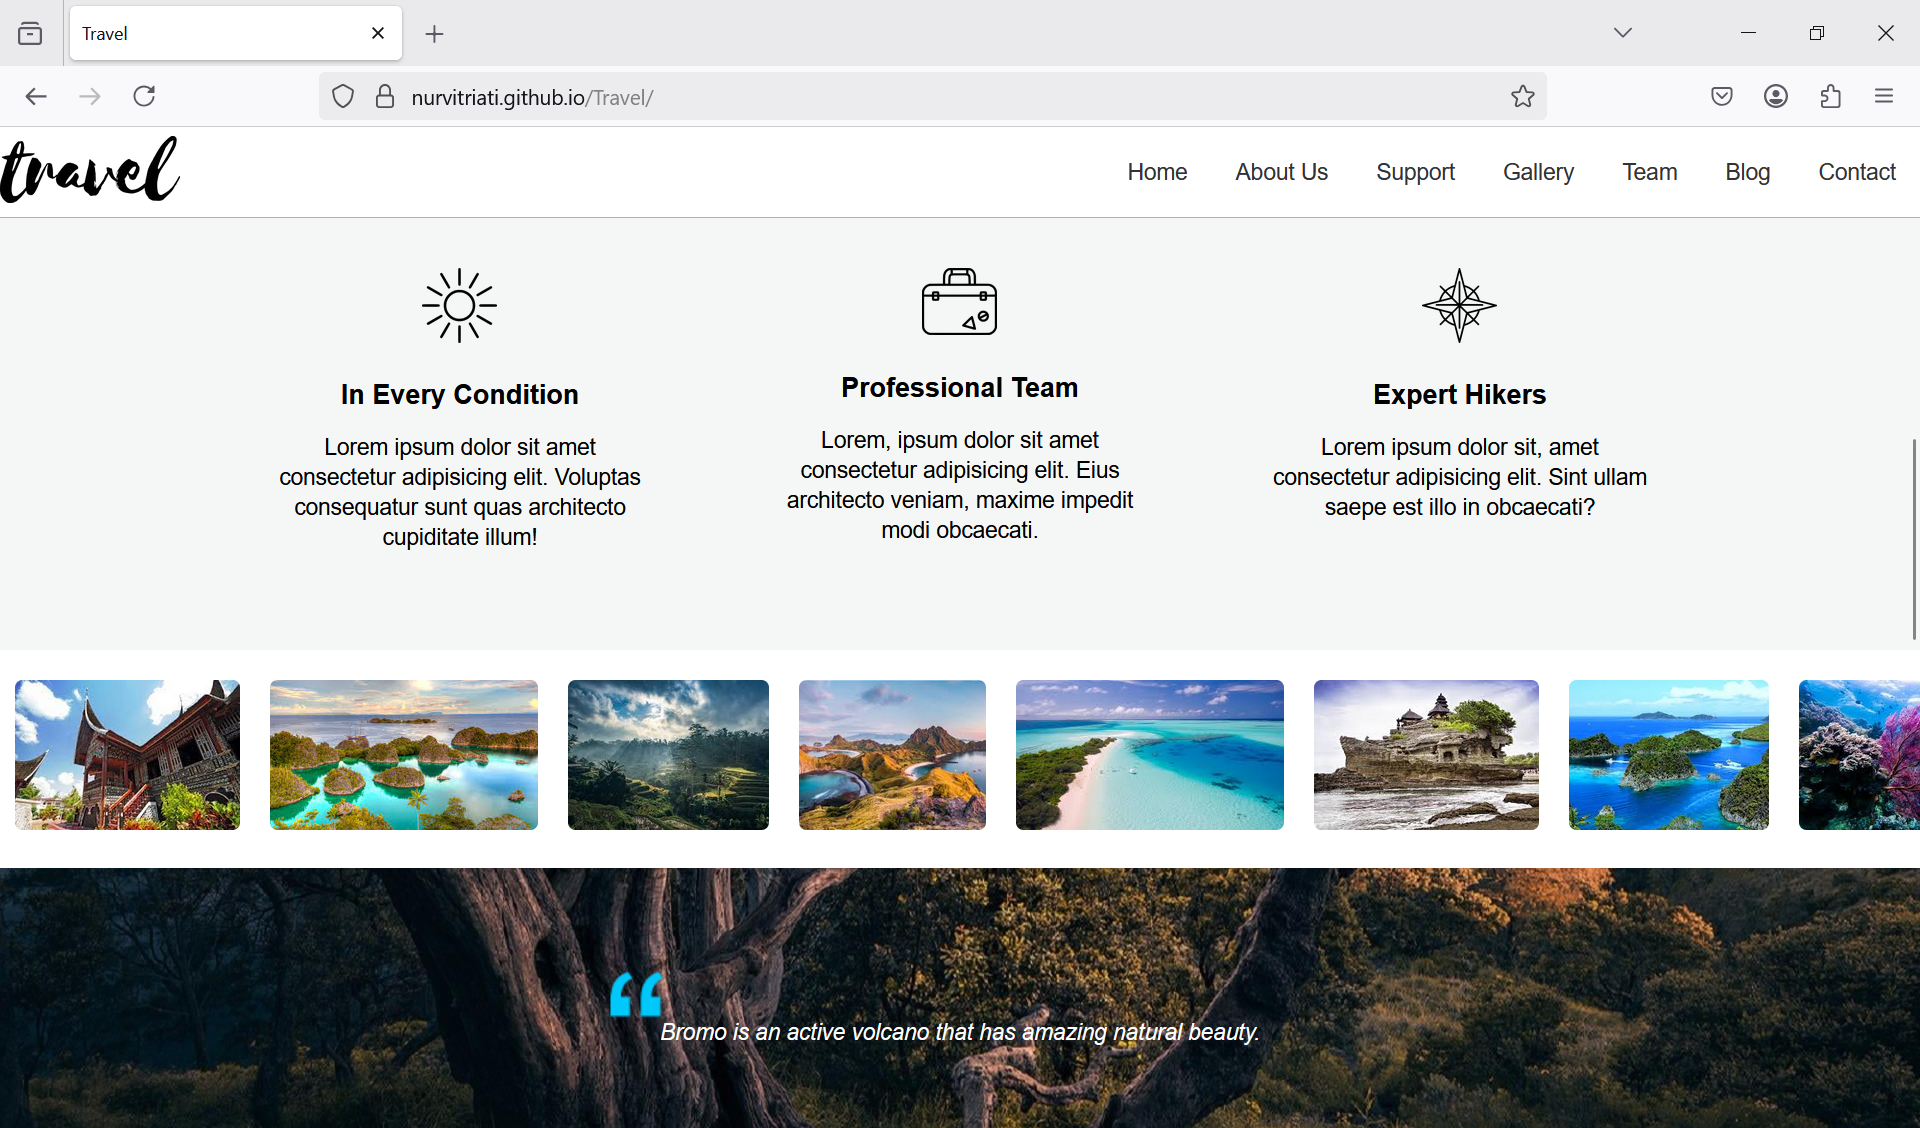 Travel
nurvitriati.github.io/Travel/
travel
Home About Us Support Gallery Team Blog Contact
In Every Condition
Lorem ipsum dolor sit amet
consectetur adipisicing elit. Voluptas
consequatur sunt quas architecto
cupiditate illum!
Professional Team
Lorem, ipsum dolor sit amet
consectetur adipisicing elit. Eius
architecto veniam, maxime impedit
modi obcaecati.
Expert Hikers
Lorem ipsum dolor sit, amet
consectetur adipisicing elit. Sint ullam
saepe est illo in obcaecati?
“
Bromo is an active volcano that has amazing natural beauty.